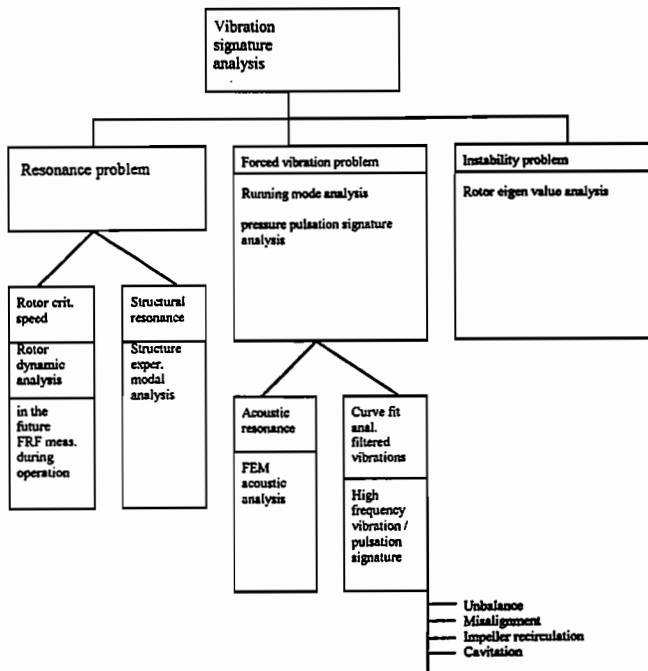 Vibration
signature
analysis
Resonance problem
Forced vibration problem
Running mode analysis
pressure pulsation signature
analysis
Instability problem
Rotor eigen value analysis
Rotor crit.
speed
Rotor
dynamic
analysis
in the
future
FRF meas.
during
operation
Structural
resonance
Structure
exper.
modal
analysis
Acoustic
resonance
FEM
acoustic
analysis
Curve fit
anal.
filtered
vibrations
High
frequency
vibration /
pulsation
signature
Unbalance
Misalignment
Impeller recirculation
Cavitation